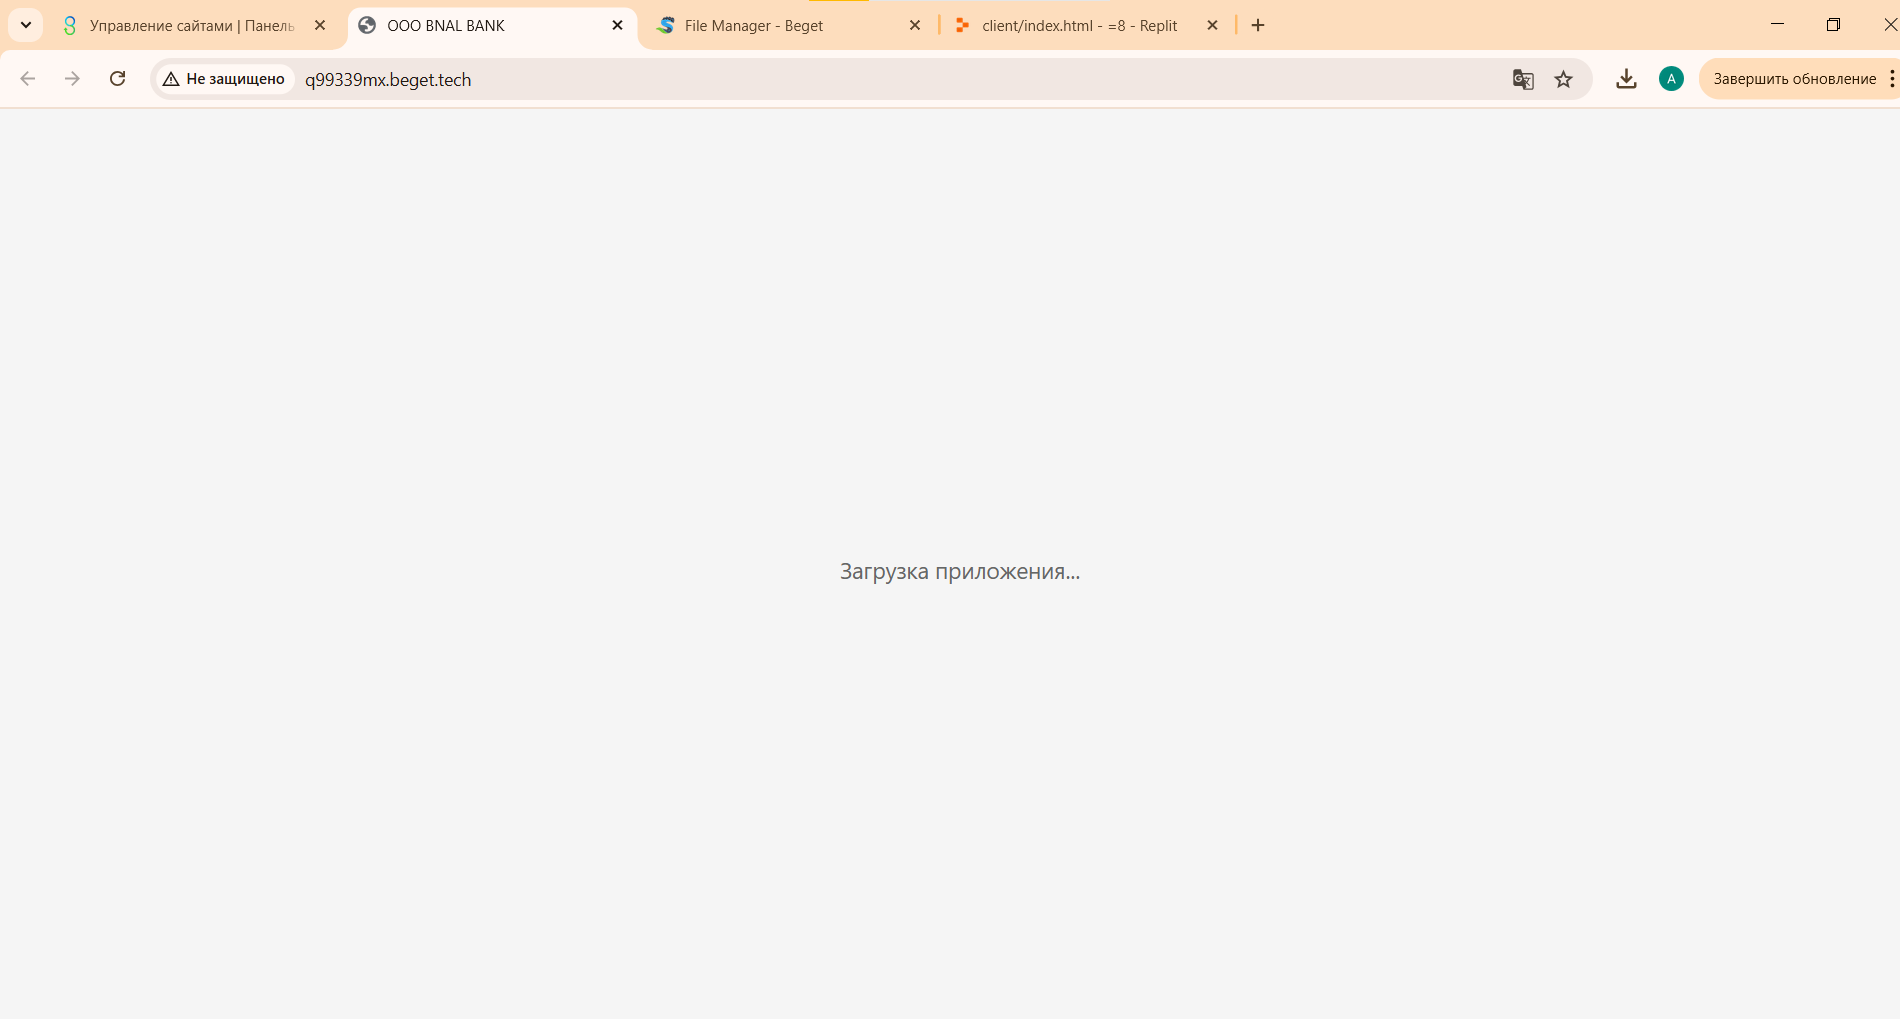 Управление сайтами | Панель
ООО BNAL BANK
File Manager - Beget
client/index.html - =8 - Replit
Не защищено
q99339mx.beget.tech
A
Завершить обновление
Загрузка приложения...